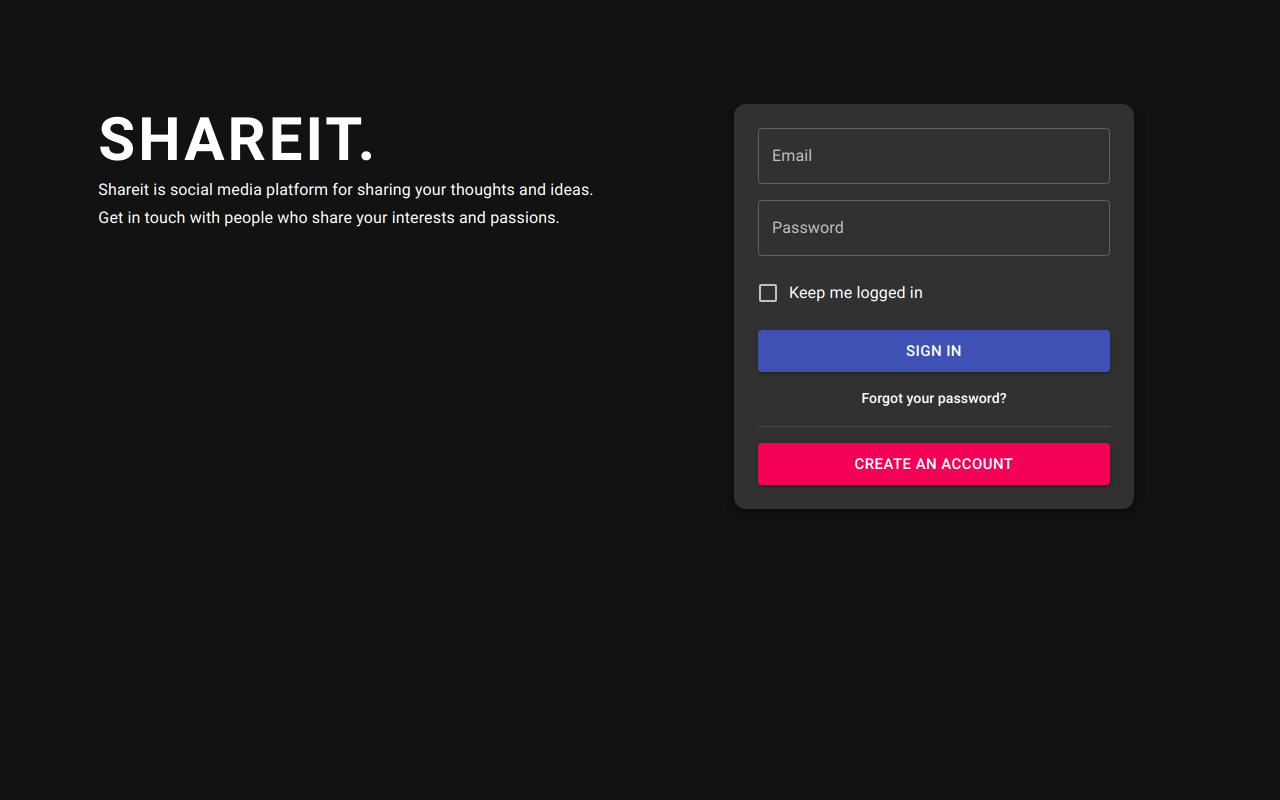 SHAREIT.
Shareit is social media platform for sharing your thoughts and ideas.
Get in touch with people who share your interests and passions.
Email
Password
Keep me logged in
SIGN IN
Forgot your password?
CREATE AN ACCOUNT